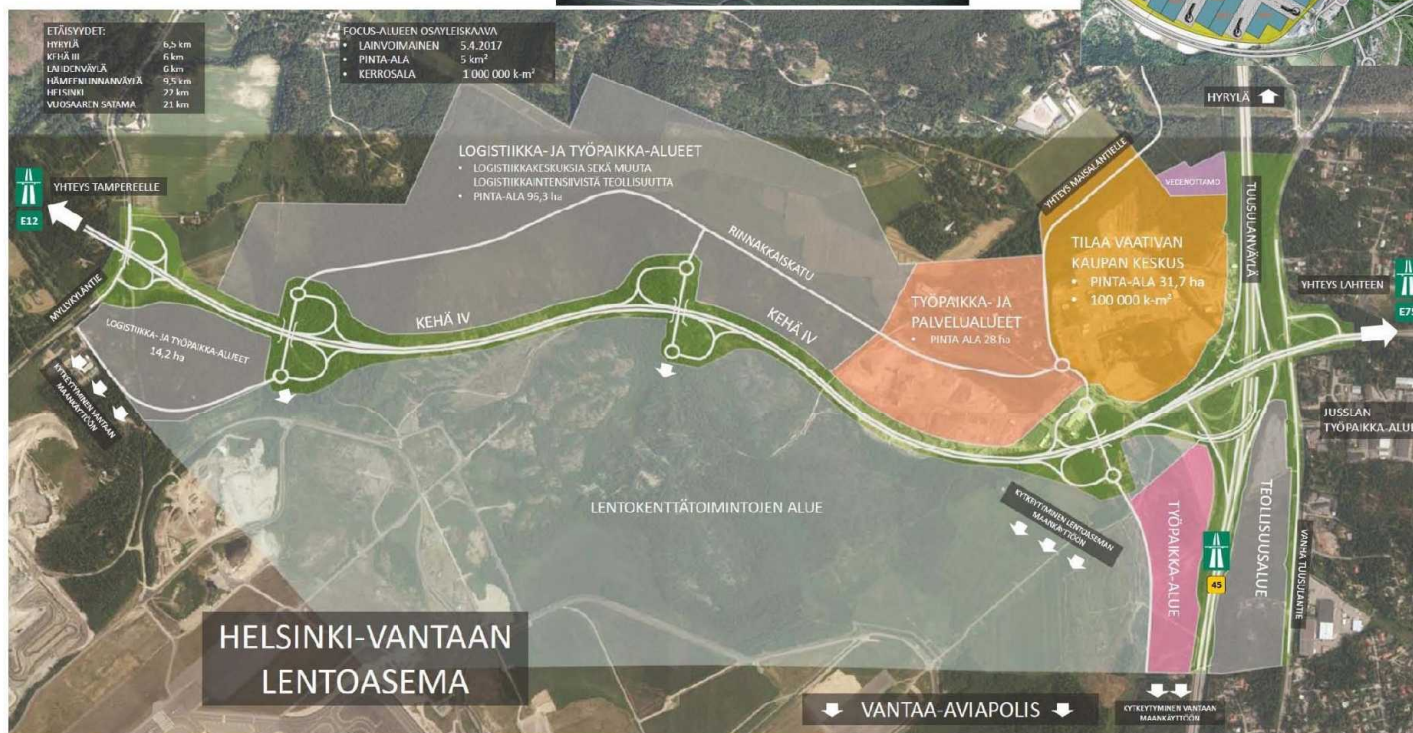 ETÄISYYDET:
HYRYLÄ 6,5 km
KEHÄ III 6 km
LAHDENVÄYLÄ 6 km
HÄMEENLINNANVÄYLÄ 9,5 km
HELSINKI 22 km
VUOSAAREN SATAMA 21 km
FOCUS-ALUEEN OSAYLEISKAAVA
• LAINVOIMAINEN 5.4.2017
• PINTA-ALA 5 km²
• KERROSALA 1 000 000 k-m²
HYRYLÄ
LOGISTIIKKA- JA TYÖPAIKKA-ALUEET
• LOGISTIIKKAKESKUKSIA SEKÄ MUUTA
LOGISTIIKKAINTENSIIVISTÄ TEOLLISUUTTA
• PINTA-ALA 95,3 ha
YHTEYS TAMPEREELLE
E12
YHTEYS MAISALANTIELLE
VEDENOTTAMO
TUUSULANVÄYLÄ
RINNAKKAISKATU
TILAA VAATIVAN
KAUPAN KESKUS
• PINTA-ALA 31,7 ha
• 100 000 k-m²
YHTEYS LAHTEEN
E75
MYLLYKYLÄNTIE
KEHÄ IV
KEHÄ IV
TYÖPAIKKA- JA
PALVELUALUEET
• PINTA ALA 28 ha
LOGISTIIKKA- JA TYÖPAIKKA-ALUEET
14,2 ha
KYTKEYTYMINEN VANTAAN
MAANKÄYTTÖÖN
JUSSLAN
TYÖPAIKKA-ALUE
LENTOKENTTÄTOIMINTOJEN ALUE
KYTKEYTYMINEN LENTOASEMAN
MAANKÄYTTÖÖN
TYÖPAIKKA-ALUE
45
TEOLLISUUSALUE
VANHA TUUSULANTIE
HELSINKI-VANTAAN
LENTOASEMA
VANTAA-AVIAPOLIS
KYTKEYTYMINEN VANTAAN
MAANKÄYTTÖÖN